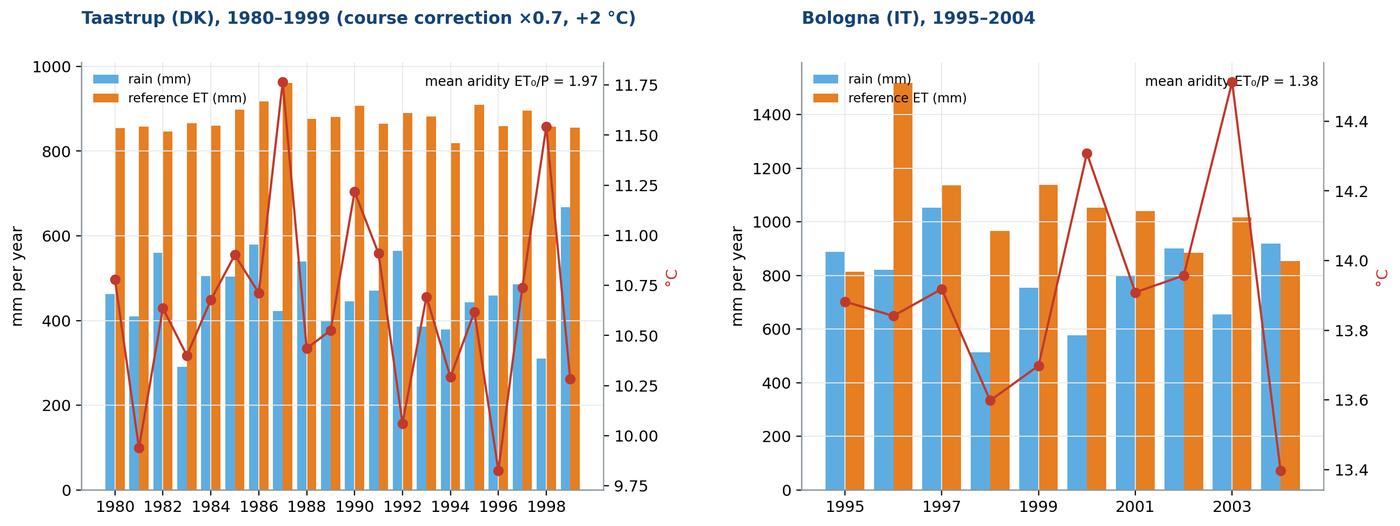 Taastrup (DK), 1980–1999 (course correction ×0.7, +2 °C)
rain (mm)
reference ET (mm)
mean aridity ET₀/P = 1.97
mm per year
1000
800
600
400
200
0
11.75
11.50
11.25
11.00
10.75
10.50
10.25
10.00
9.75
°C
1980 1982 1984 1986 1988 1990 1992 1994 1996 1998
Bologna (IT), 1995–2004
rain (mm)
reference ET (mm)
mean aridity ET₀/P = 1.38
mm per year
1400
1200
1000
800
600
400
200
0
14.4
14.2
14.0
13.8
13.6
13.4
°C
1995 1997 1999 2001 2003